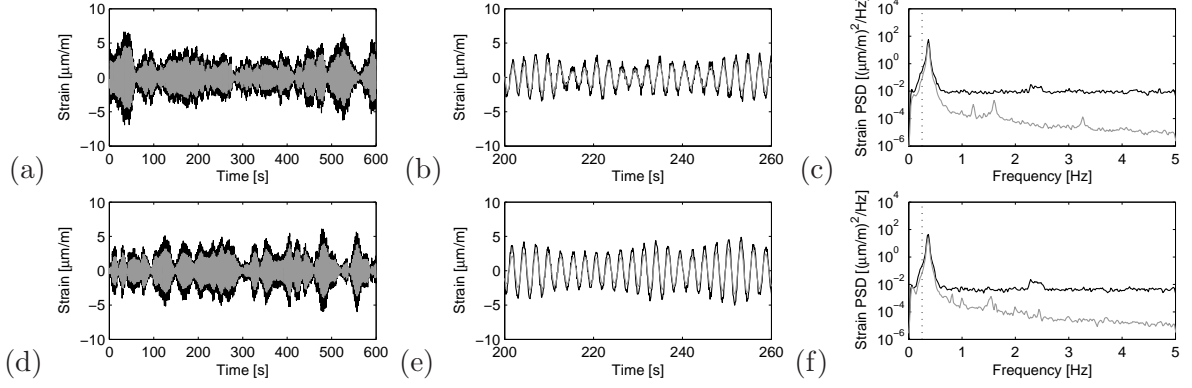 10
5
0
−5
−10
Strain [μm/m]
0 100 200 300 400 500 600
Time [s]
(a)
10
5
0
−5
−10
Strain [μm/m]
200 220 240 260
Time [s]
(b)
10^4
10^2
10^0
10^−2
10^−4
10^−6
Strain PSD [(μm/m)^2/Hz]
0 1 2 3 4 5
Frequency [Hz]
(c)
10
5
0
−5
−10
Strain [μm/m]
0 100 200 300 400 500 600
Time [s]
(d)
10
5
0
−5
−10
Strain [μm/m]
200 220 240 260
Time [s]
(e)
10^4
10^2
10^0
10^−2
10^−4
10^−6
Strain PSD [(μm/m)^2/Hz]
0 1 2 3 4 5
Frequency [Hz]
(f)